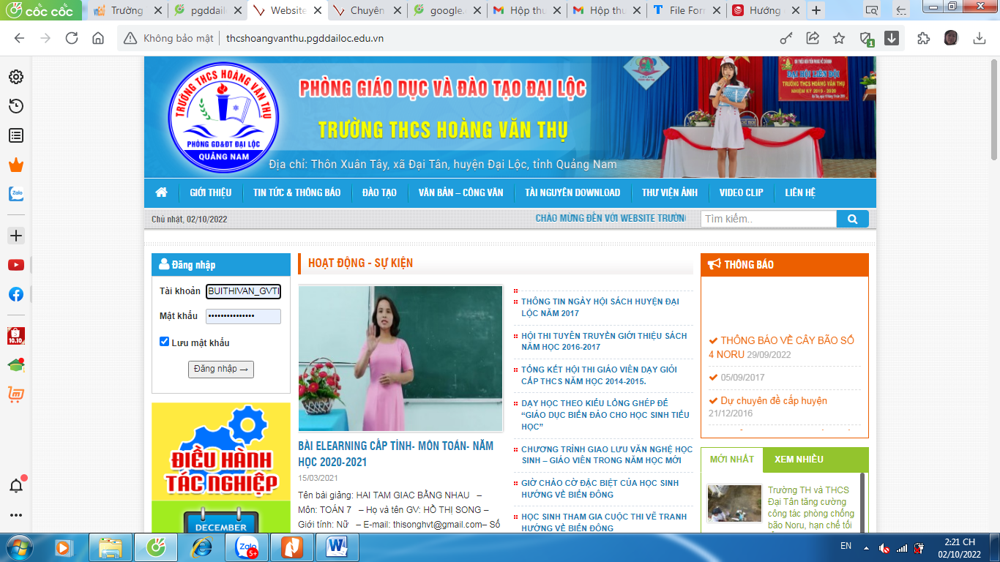 cốc cốc
Trường
pgddaile
Website
Chuyên
google.
Hộp thu
Hộp thu
File Forr
Hướng
Không bảo mật
thcshoangvanthu.pgddailoc.edu.vn
1
TRƯỜNG THCS HOÀNG VĂN THỤ
PHÒNG GD&ĐT ĐẠI LỘC
QUẢNG NAM
PHÒNG GIÁO DỤC VÀ ĐÀO TẠO ĐẠI LỘC
TRƯỜNG THCS HOÀNG VĂN THỤ
Địa chỉ: Thôn Xuân Tây, xã Đại Tân, huyện Đại Lộc, tỉnh Quảng Nam
ĐẠI HỘI LIÊN ĐỘI
TRƯỜNG THCS HOÀNG VĂN THỤ
NHIỆM KỲ 2019 - 2020
GIỚI THIỆU
TIN TỨC & THÔNG BÁO
ĐÀO TẠO
VĂN BẢN – CÔNG VĂN
TÀI NGUYÊN DOWNLOAD
THƯ VIỆN ẢNH
VIDEO CLIP
LIÊN HỆ
Chủ nhật, 02/10/2022
CHÀO MỪNG ĐẾN VỚI WEBSITE TRƯỜN
Tìm kiếm..
Đăng nhập
Tài khoản
BUITHIVAN_GVTI
Mật khẩu
Lưu mật khẩu
Đăng nhập →
ĐIỀU HÀNH
TÁC NGHIỆP
DECEMBER
HOẠT ĐỘNG - SỰ KIỆN
BÀI ELEARNING CẤP TỈNH- MÔN TOÁN- NĂM
HỌC 2020-2021
15/03/2021
Tên bài giảng: HAI TAM GIAC BẰNG NHAU –
Môn: TOÁN 7 – Họ và tên GV: HỒ THỊ SONG –
Giới tính: Nữ – E-mail: thisonghvt@gmail.com– Số
THÔNG TIN NGÀY HỘI SÁCH HUYỆN ĐẠI
LỘC NĂM 2017
HỘI THI TUYÊN TRUYỀN GIỚI THIỆU SÁCH
NĂM HỌC 2016-2017
TỔNG KẾT HỘI THI GIÁO VIÊN DẠY GIỎI
CẤP THCS NĂM HỌC 2014-2015.
DẠY HỌC THEO KIỂU LỒNG GHÉP ĐỀ
“GIÁO DỤC BIỂN ĐẢO CHO HỌC SINH TIỂU
HỌC”
CHƯƠNG TRÌNH GIAO LƯU VĂN NGHỆ HỌC
SINH – GIÁO VIÊN TRONG NĂM HỌC MỚI
GIỜ CHÀO CỜ ĐẶC BIỆT CỦA HỌC SINH
HƯỚNG VỀ BIỂN ĐÔNG
HỌC SINH THAM GIA CUỘC THI VẼ TRANH
HƯỚNG VỀ BIỂN ĐÔNG
THÔNG BÁO
THÔNG BÁO VỀ CÂY BÃO SỐ
4 NORU 29/09/2022
05/09/2017
Dự chuyên đề cấp huyện
21/12/2016
MỚI NHẤT
XEM NHIỀU
Trường TH và THCS
Đại Tân tăng cường
công tác phòng chống
bão Noru, hạn chế tối
Zalo
10.10
Zalo
5+
EN
2:21 CH
02/10/2022